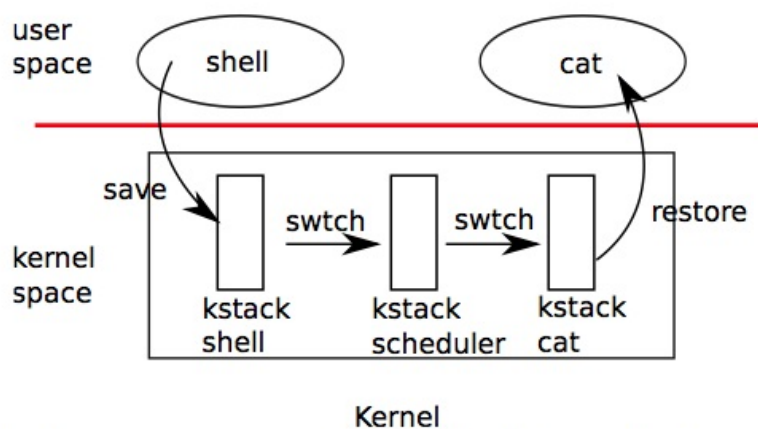 user
space
shell
cat
save
swtch
swtch
restore
kernel
space
kstack
shell
kstack
scheduler
kstack
cat
Kernel